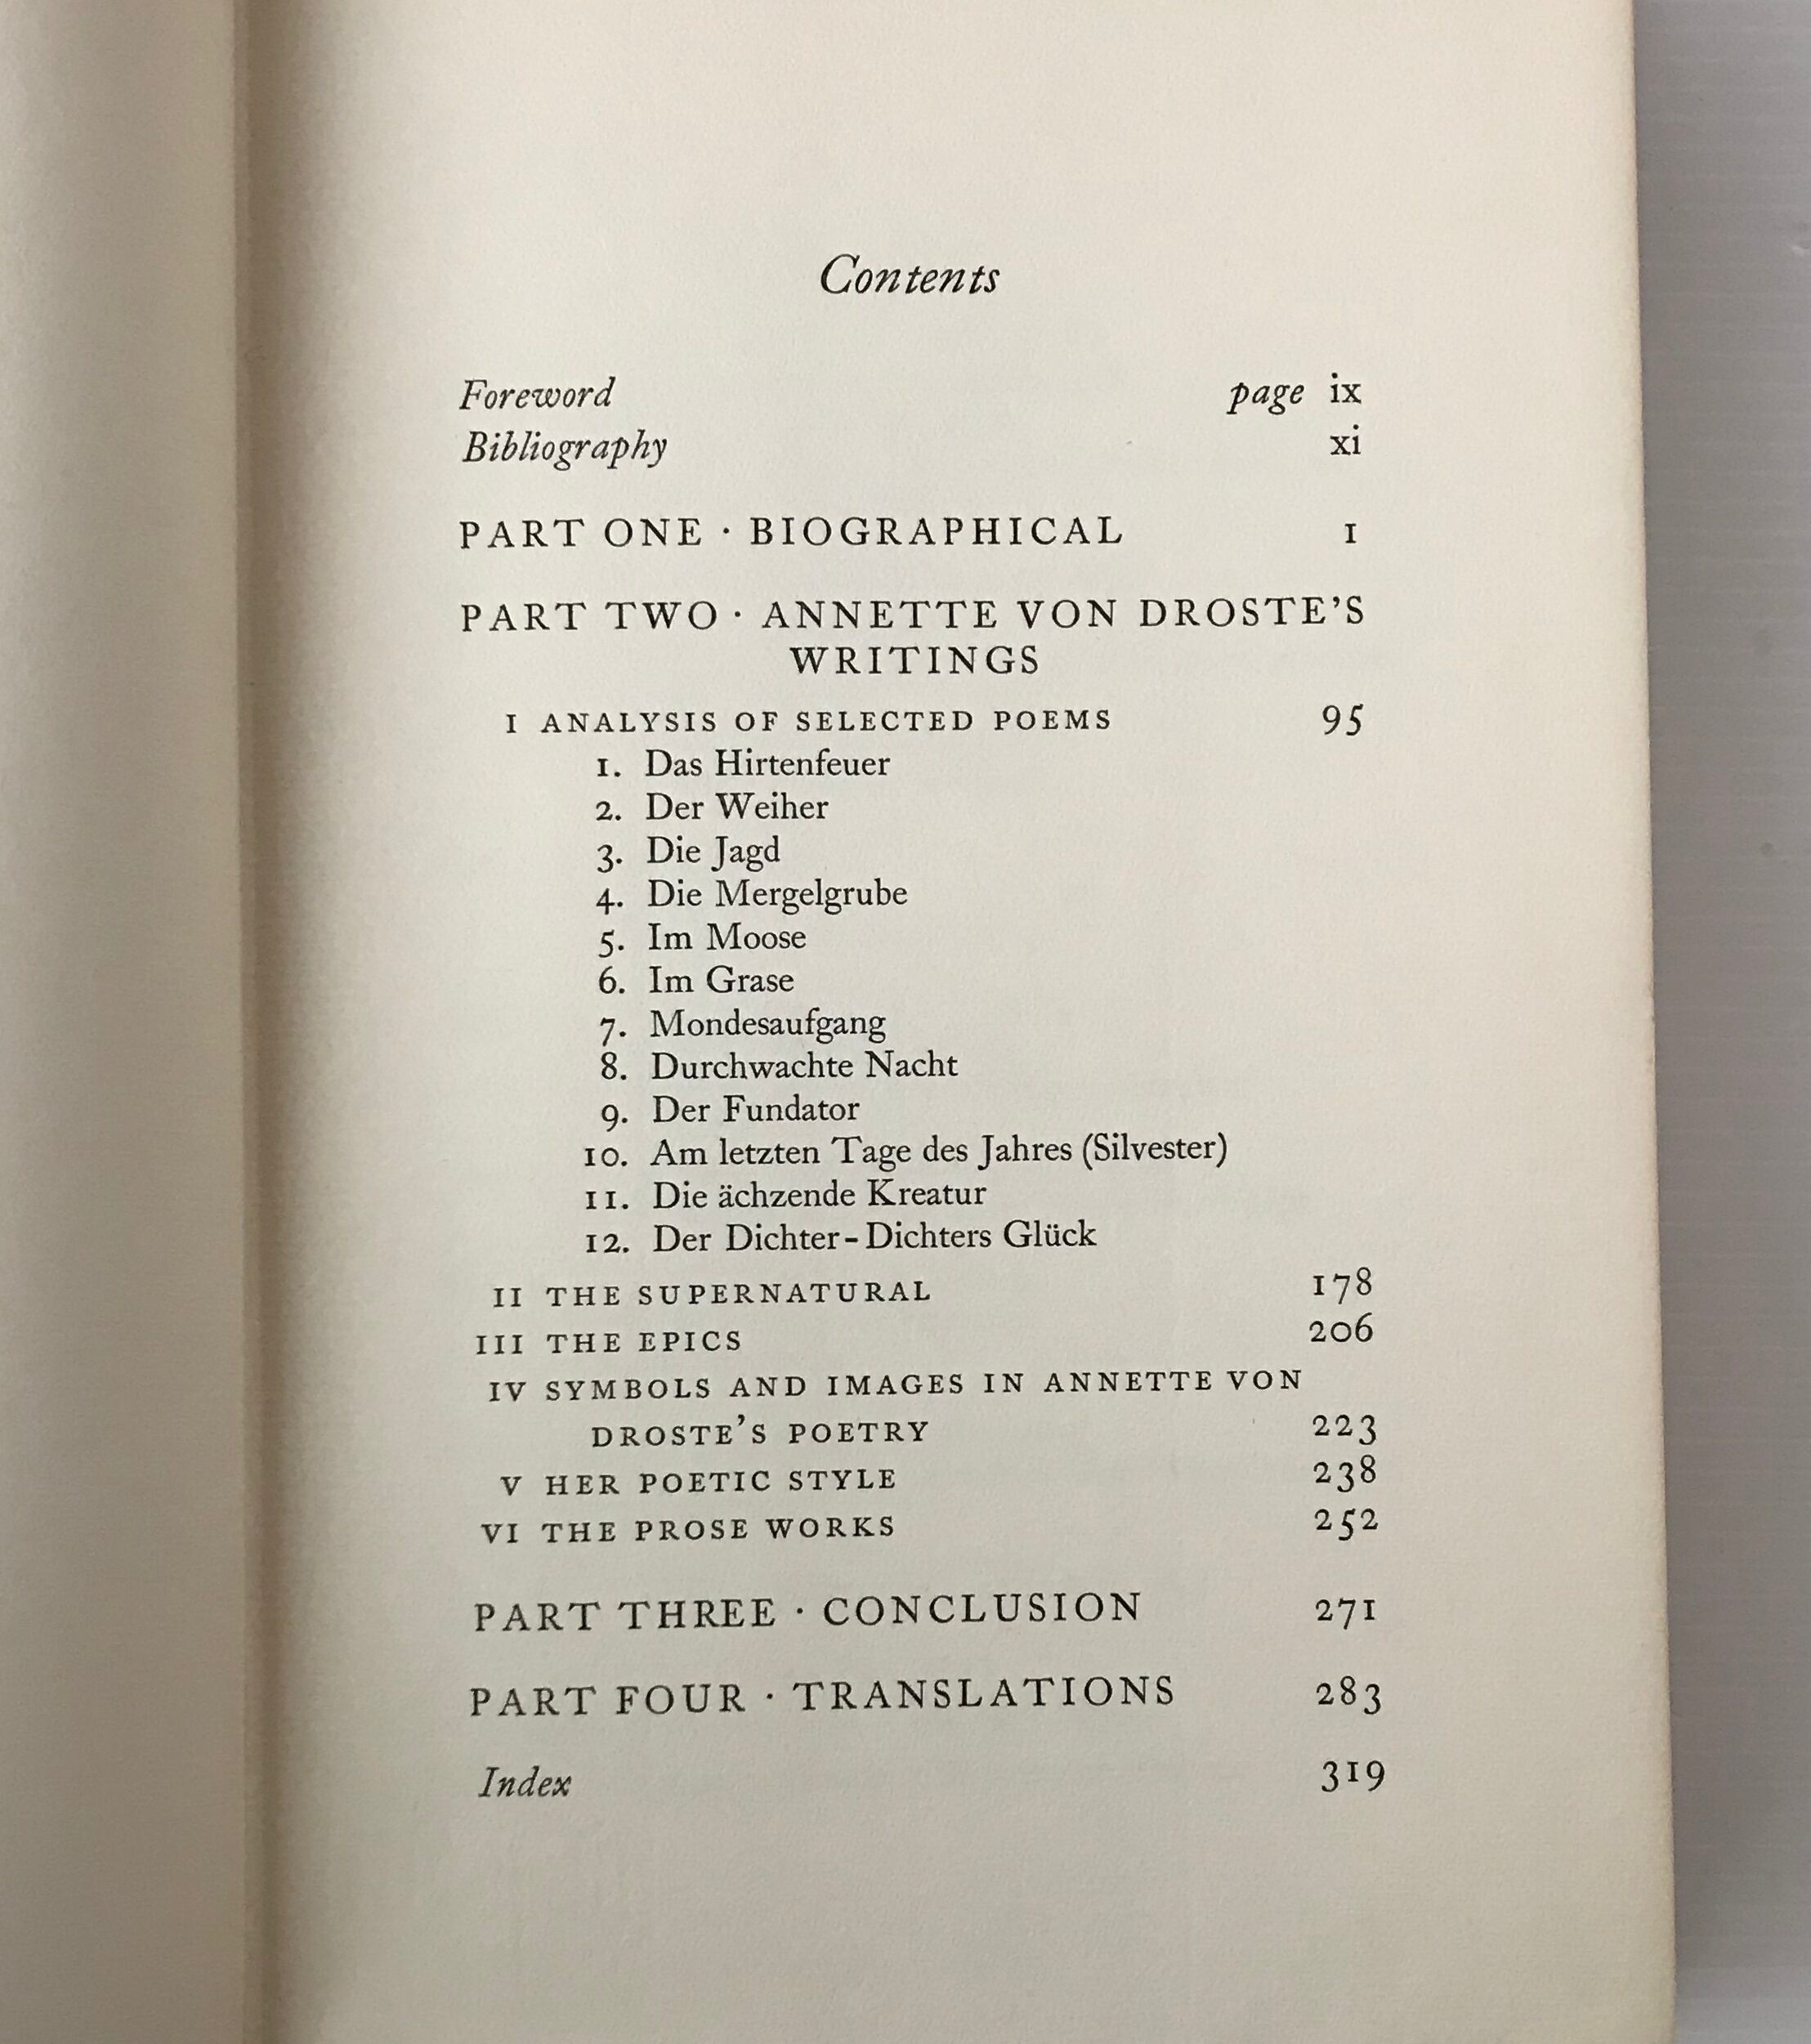 Contents
Foreword page ix
Bibliography xi
PART ONE · BIOGRAPHICAL 1
PART TWO · ANNETTE VON DROSTE'S
WRITINGS
I ANALYSIS OF SELECTED POEMS 95
1. Das Hirtenfeuer
2. Der Weiher
3. Die Jagd
4. Die Mergelgrube
5. Im Moose
6. Im Grase
7. Mondesaufgang
8. Durchwachte Nacht
9. Der Fundator
10. Am letzten Tage des Jahres (Silvester)
11. Die ächzende Kreatur
12. Der Dichter – Dichters Glück
II THE SUPERNATURAL 178
III THE EPICS 206
IV SYMBOLS AND IMAGES IN ANNETTE VON
DROSTE'S POETRY 223
V HER POETIC STYLE 238
VI THE PROSE WORKS 252
PART THREE · CONCLUSION 271
PART FOUR · TRANSLATIONS 283
Index 319